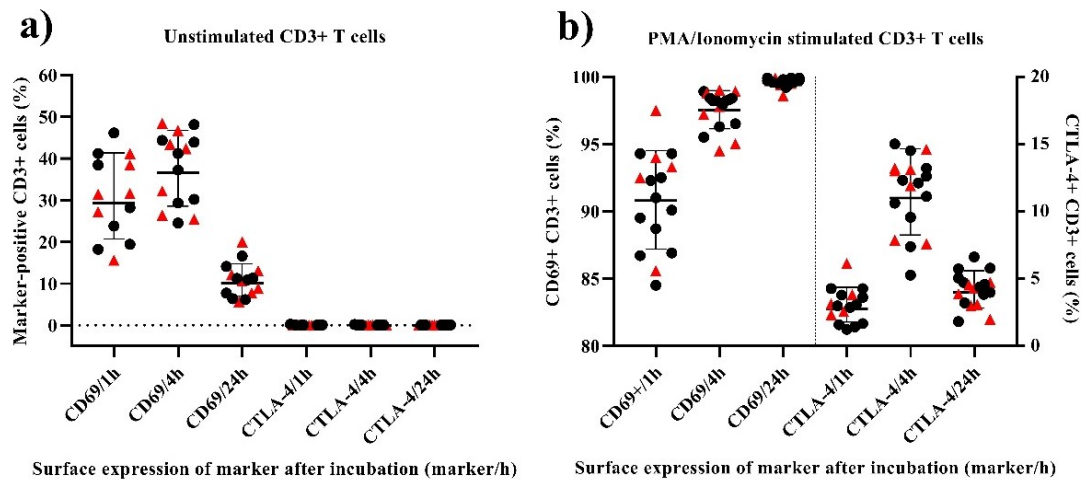 a)
Unstimulated CD3+ T cells
Marker-positive CD3+ cells (%)
60
50
40
30
20
10
0
CD69/1h
CD69/4h
CD69/24h
CTLA-4/1h
CTLA-4/4h
CTLA-4/24h
Surface expression of marker after incubation (marker/h)
b)
PMA/Ionomycin stimulated CD3+ T cells
CD69+ CD3+ cells (%)
100
95
90
85
80
20
15
10
5
0
CTLA-4+ CD3+ cells (%)
CD69+/1h
CD69/4h
CD69/24h
CTLA-4/1h
CTLA-4/4h
CTLA-4/24h
Surface expression of marker after incubation (marker/h)